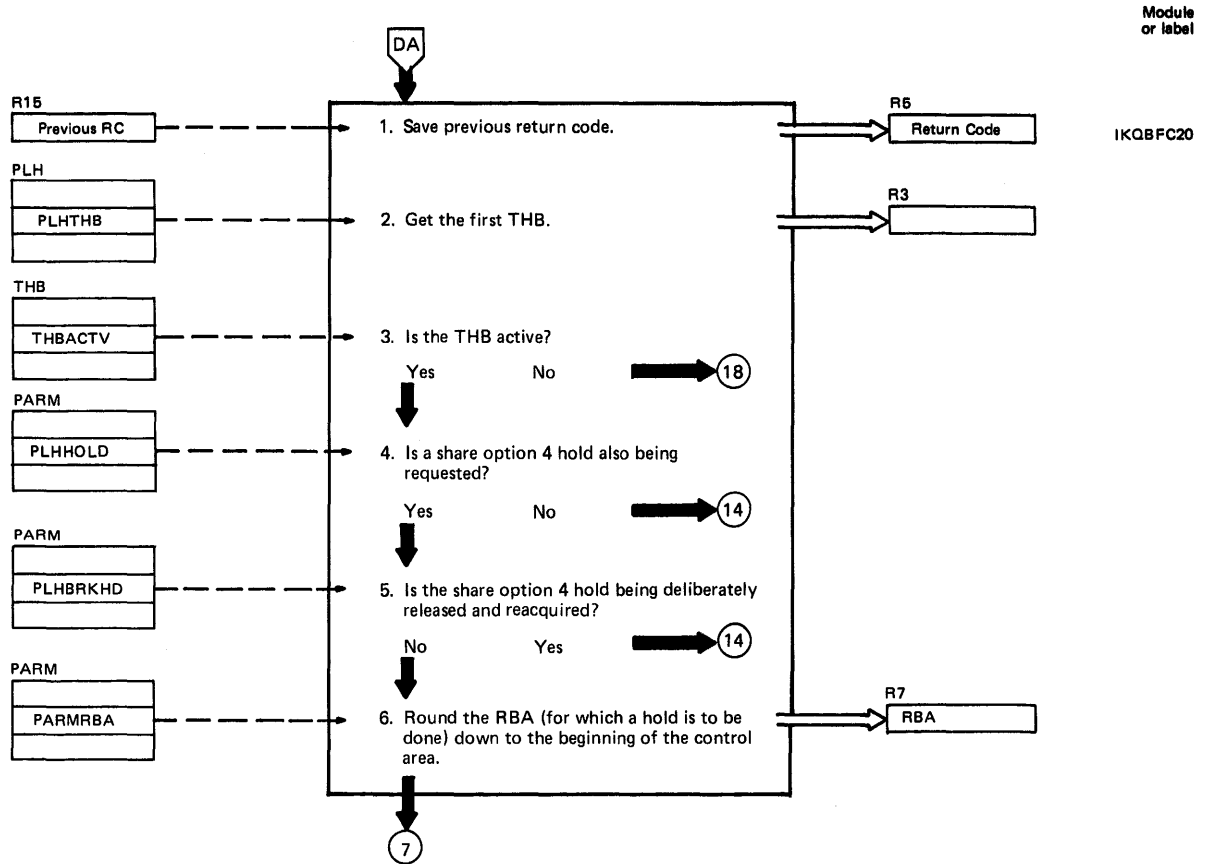 Module
or label
DA
R15
Previous RC
1. Save previous return code.
R6
Return Code
IKQBFC20
PLH
PLHTHB
2. Get the first THB.
R3
THB
THBACTV
3. Is the THB active?
Yes No 18
PARM
PLHHOLD
4. Is a share option 4 hold also being
requested?
Yes No 14
PARM
PLHBRKHD
5. Is the share option 4 hold being deliberately
released and reacquired?
No Yes 14
PARM
PARMRBA
6. Round the RBA (for which a hold is to be
done) down to the beginning of the control
area.
R7
RBA
7